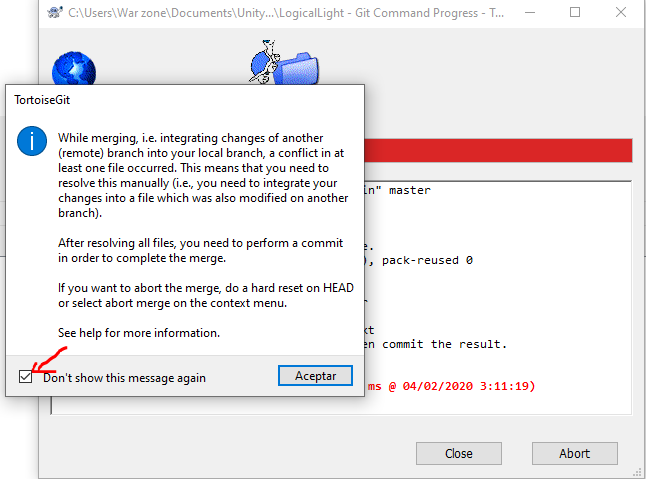 C:\Users\War zone\Documents\Unity...\LogicalLight - Git Command Progress - T...
TortoiseGit
While merging, i.e. integrating changes of another
(remote) branch into your local branch, a conflict in at
least one file occurred. This means that you need to
resolve this manually (i.e., you need to integrate your
changes into a file which was also modified on another
branch).
After resolving all files, you need to perform a commit
in order to complete the merge.
If you want to abort the merge, do a hard reset on HEAD
or select abort merge on the context menu.
See help for more information.
Don't show this message again
Aceptar
in" master
e.
), pack-reused 0
r
xt
en commit the result.
ms @ 04/02/2020 3:11:19)
Close
Abort